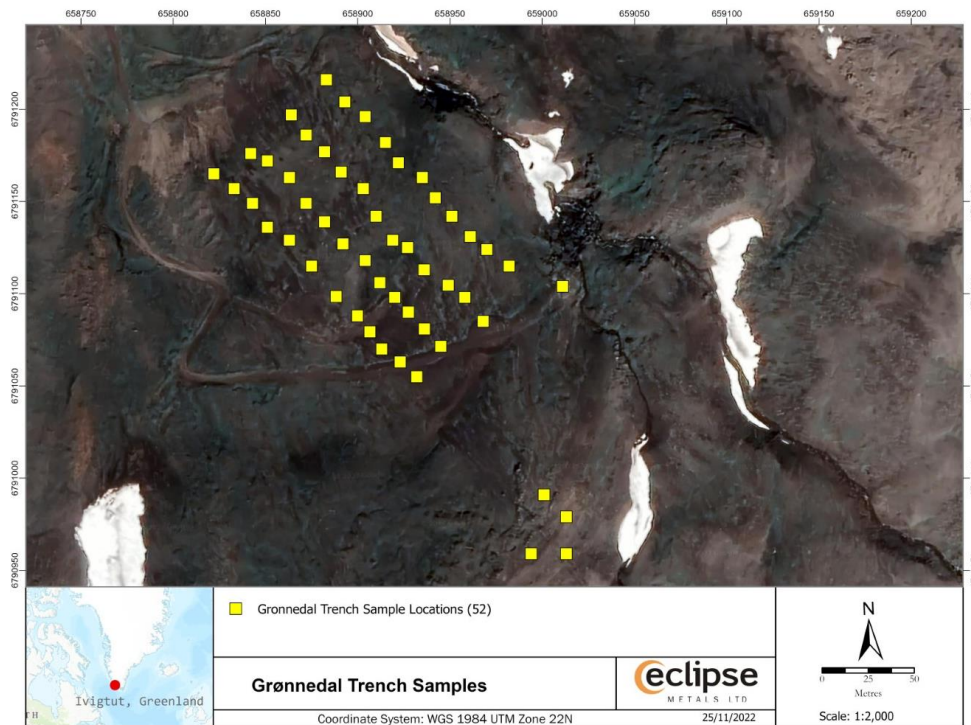 658750 658800 658850 658900 658950 659000 659050 659100 659150 659200
6791200
6791150
6791100
6791050
6791000
6790950
Gronnedal Trench Sample Locations (52)
Grønnedal Trench Samples
eclipse
METALS LTD
Coordinate System: WGS 1984 UTM Zone 22N
25/11/2022
Ivigtut, Greenland
TH
N
0 25 50
Metres
Scale: 1:2,000